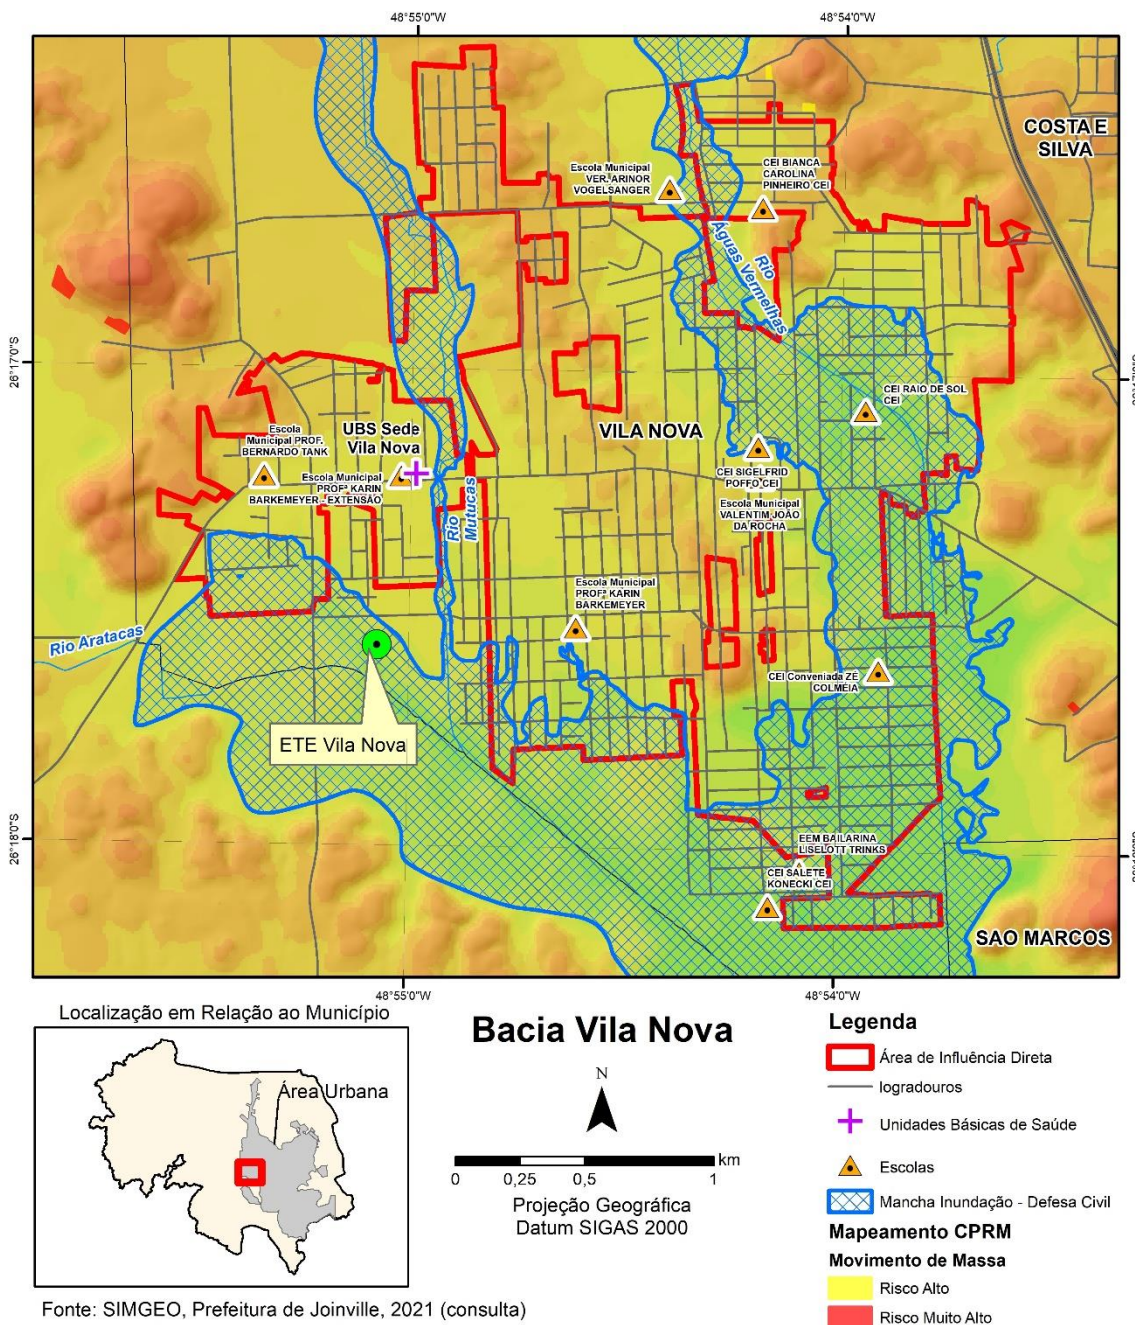 48°55'0"W
48°54'0"W
COSTA E
SILVA
Escola Municipal
VER. ARINOR
VOGELSANGER
CEI BIANCA
CAROLINA
PINHEIRO CEI
Rio
Águas Vermelhas
26°17'0"S
CEI RAIO DE SOL
CEI
Escola
Municipal PROF.
BERNARDO TANK
UBS Sede
Vila Nova
VILA NOVA
CEI SIGELFRID
POFFO CEI
Escola Municipal
PROFª KARIN
BARKEMEYER - EXTENSÃO
Rio
Mutucas
Escola Municipal
VALENTIM JOÃO
DA ROCHA
Escola Municipal
PROFª KARIN
BARKEMEYER
Rio Aratacas
CEI Conveniada ZÉ
COLMÉIA
ETE Vila Nova
26°18'0"S
EEM BAILARINA
LISELOTT TRINKS
CEI SALETE
KONECKI CEI
SAO MARCOS
48°55'0"W
48°54'0"W
Localização em Relação ao Município
Área Urbana
Bacia Vila Nova
N
km
0 0,25 0,5 1
Projeção Geográfica
Datum SIGAS 2000
Legenda
Área de Influência Direta
logradouros
Unidades Básicas de Saúde
Escolas
Mancha Inundação - Defesa Civil
Mapeamento CPRM
Movimento de Massa
Risco Alto
Risco Muito Alto
Fonte: SIMGEO, Prefeitura de Joinville, 2021 (consulta)